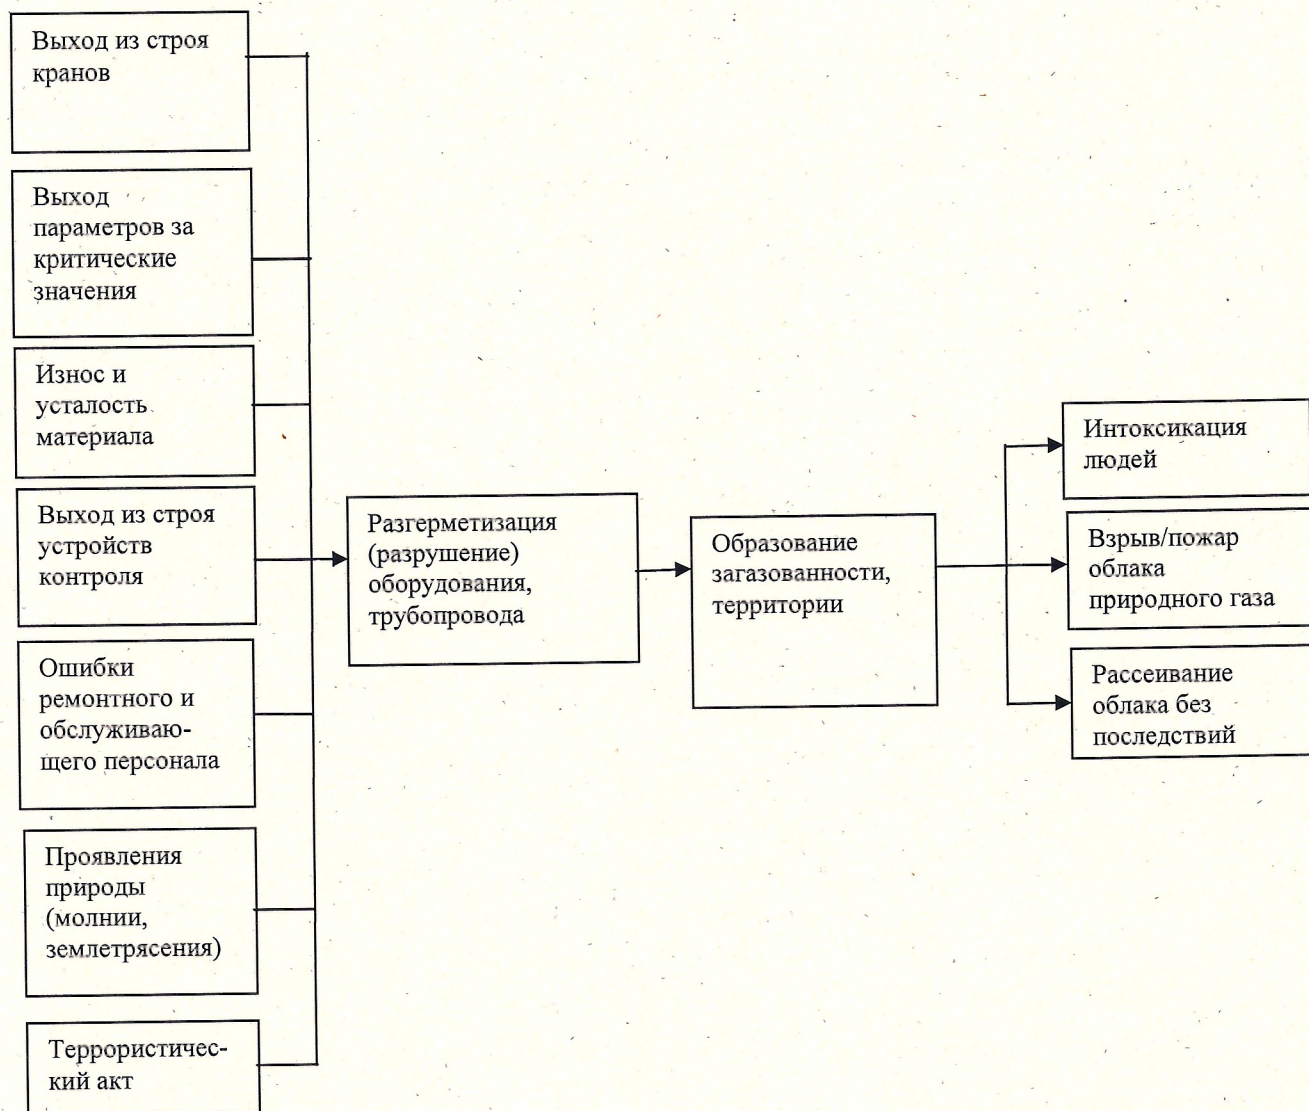 Выход из строя
кранов
Выход
параметров за
критические
значения
Износ и
усталость
материала
Выход из строя
устройств
контроля
Ошибки
ремонтного и
обслуживаю-
щего персонала
Проявления
природы
(молнии,
землетрясения)
Террористичес-
кий акт
Разгерметизация
(разрушение)
оборудования,
трубопровода
Образование
загазованности,
территории
Интоксикация
людей
Взрыв/пожар
облака
природного газа
Рассеивание
облака без
последствий